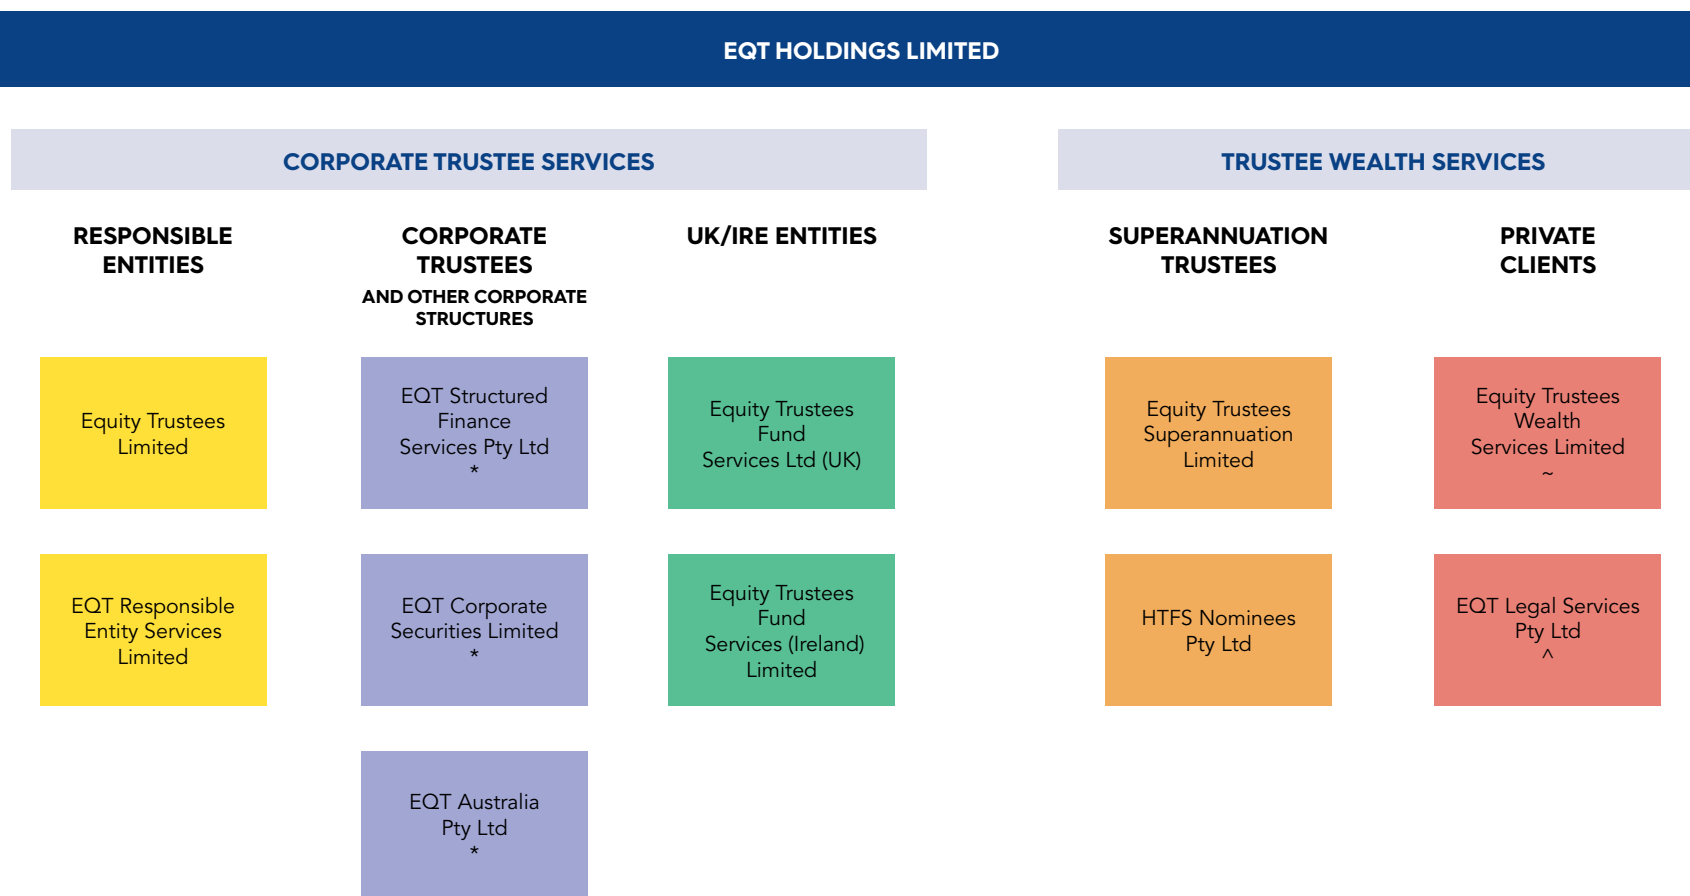 EQT HOLDINGS LIMITED
CORPORATE TRUSTEE SERVICES
RESPONSIBLE
ENTITIES
Equity Trustees
Limited
EQT Responsible
Entity Services
Limited
CORPORATE
TRUSTEES
AND OTHER CORPORATE
STRUCTURES
EQT Structured
Finance
Services Pty Ltd
*
EQT Corporate
Securities Limited
*
EQT Australia
Pty Ltd
*
UK/IRE ENTITIES
Equity Trustees
Fund
Services Ltd (UK)
Equity Trustees
Fund
Services (Ireland)
Limited
TRUSTEE WEALTH SERVICES
SUPERANNUATION
TRUSTEES
Equity Trustees
Superannuation
Limited
HTFS Nominees
Pty Ltd
PRIVATE
CLIENTS
Equity Trustees
Wealth
Services Limited
~
EQT Legal Services
Pty Ltd
^